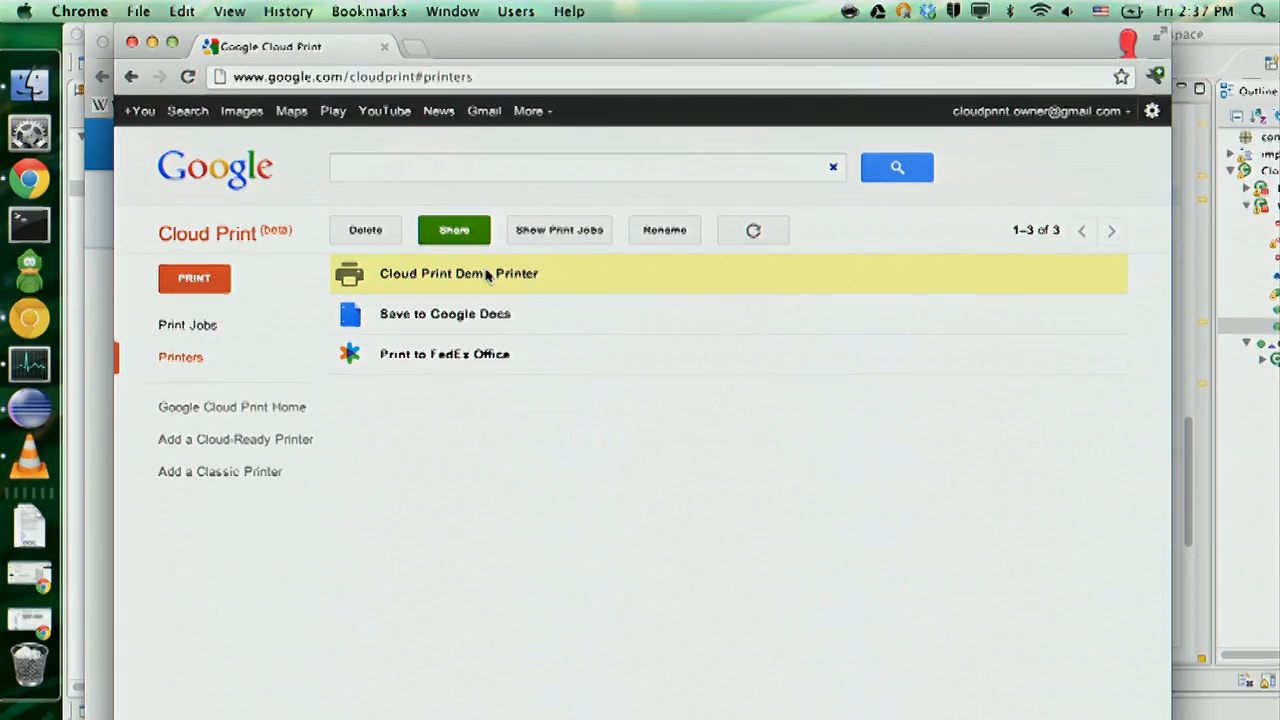 Chrome File Edit View History Bookmarks Window Users Help Fri 2:37 PM
Google Cloud Print
www.google.com/cloudprint#printers
+You Search Images Maps Play YouTube News Gmail More cloudprint.owner@gmail.com
Google
Cloud Print (beta) Delete Share Show Print Jobs Rename 1–3 of 3
PRINT Cloud Print Demo Printer
Print Jobs Save to Google Docs
Printers Print to FedEx Office
Google Cloud Print Home
Add a Cloud-Ready Printer
Add a Classic Printer
W
space
Outline
con
imp
Clo